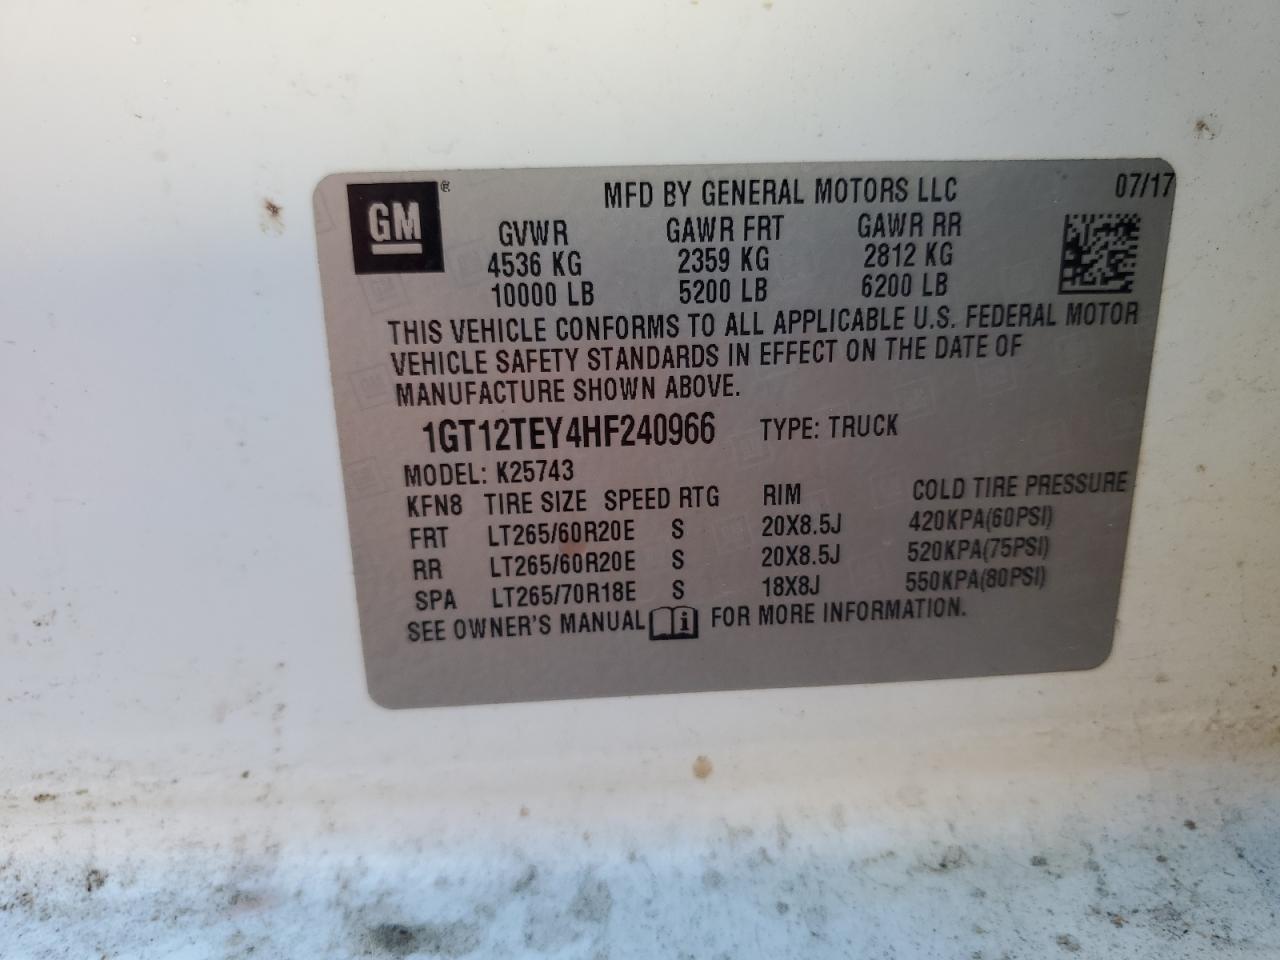 GM ® MFD BY GENERAL MOTORS LLC 07/17
GVWR GAWR FRT GAWR RR
4536 KG 2359 KG 2812 KG
10000 LB 5200 LB 6200 LB
THIS VEHICLE CONFORMS TO ALL APPLICABLE U.S. FEDERAL MOTOR
VEHICLE SAFETY STANDARDS IN EFFECT ON THE DATE OF
MANUFACTURE SHOWN ABOVE.
1GT12TEY4HF240966 TYPE: TRUCK
MODEL: K25743
KFN8 TIRE SIZE SPEED RTG RIM COLD TIRE PRESSURE
FRT LT265/60R20E S 20X8.5J 420KPA(60PSI)
RR LT265/60R20E S 20X8.5J 520KPA(75PSI)
SPA LT265/70R18E S 18X8J 550KPA(80PSI)
SEE OWNER'S MANUAL i FOR MORE INFORMATION.